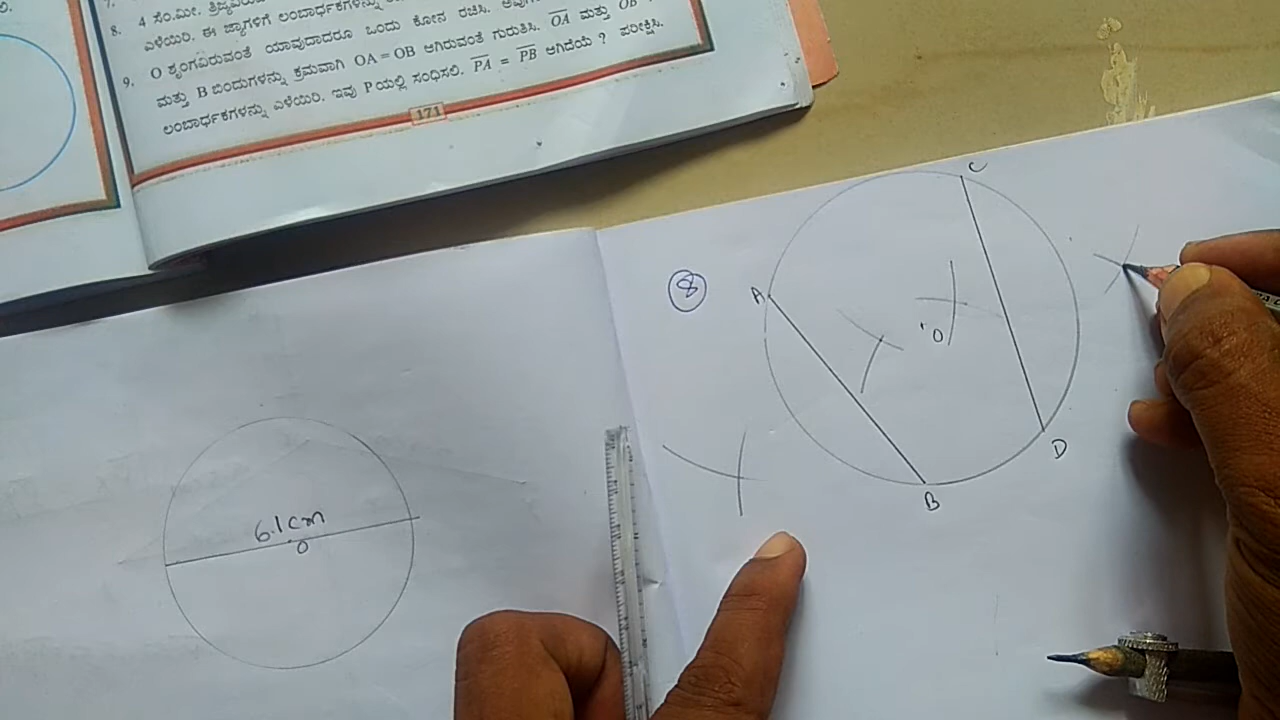 7.
8. 4 ಸೆಂ.ಮೀ.
ಎಳೆಯಿರಿ. ಈ ಜ್ಯಾಗಳಿಗೆ ಲಂಬಾರ್ಧಕಗಳನ್ನು
9. O ಶೃಂಗವಿರುವಂತೆ ಯಾವುದಾದರೂ ಒಂದು ಕೋನ ರಚಿಸಿ.
ಮತ್ತು B ಬಿಂದುಗಳನ್ನು ಕ್ರಮವಾಗಿ OA = OB ಆಗಿರುವಂತೆ ಗುರುತಿಸಿ. OA ಮತ್ತು OB
ಲಂಬಾರ್ಧಕಗಳನ್ನು ಎಳೆಯಿರಿ. ಇವು P ಯಲ್ಲಿ ಸಂಧಿಸಲಿ. PA = PB ಆಗಿದೆಯೆ ? ಪರೀಕ್ಷಿಸಿ.
171
8
C
A
O
D
B
6.1cm
O